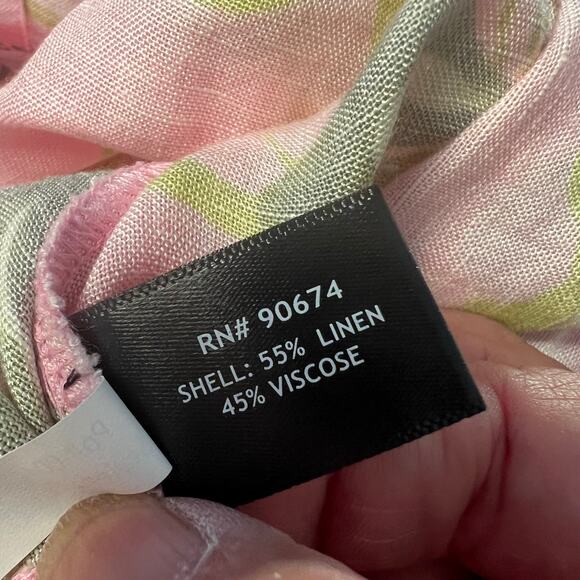 RN# 90674
SHELL: 55% LINEN
45% VISCOSE